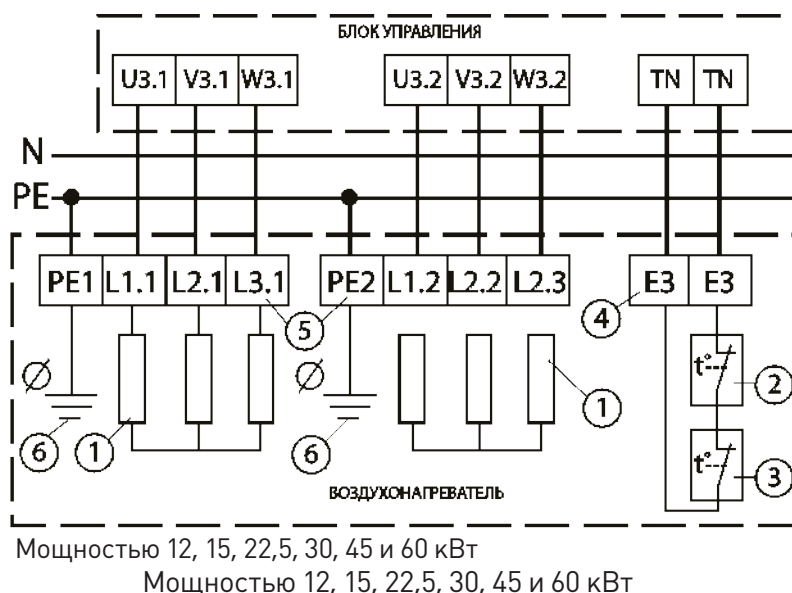 БЛОК УПРАВЛЕНИЯ
U3.1 V3.1 W3.1 U3.2 V3.2 W3.2 TN TN
N
PE
PE1 L1.1 L2.1 L3.1 PE2 L1.2 L2.2 L2.3 E3 E3
5 4
t°
2
1
6 1 6
t°
3
ВОЗДУХОНАГРЕВАТЕЛЬ
Мощностью 12, 15, 22,5, 30, 45 и 60 кВт
Мощностью 12, 15, 22,5, 30, 45 и 60 кВт